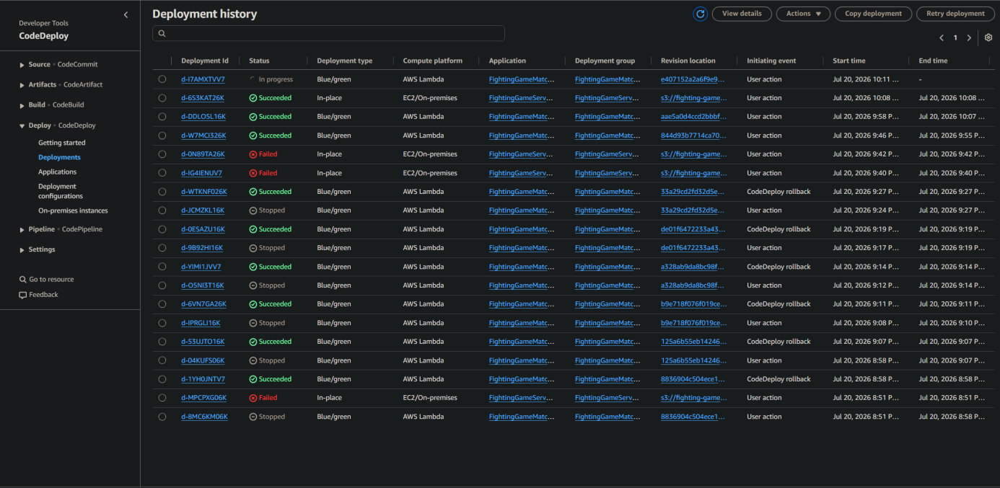 Developer Tools
CodeDeploy
Source • CodeCommit
Artifacts • CodeArtifact
Build • CodeBuild
Deploy • CodeDeploy
Getting started
Deployments
Applications
Deployment
configurations
On-premises instances
Pipeline • CodePipeline
Settings
Go to resource
Feedback
Deployment history
View details Actions Copy deployment Retry deployment
1
Deployment Id Status Deployment type Compute platform Application Deployment group Revision location Initiating event Start time End time
d-I7AMXTVV7 In progress Blue/green AWS Lambda FightingGameMatc... FightingGameMatc... e407152a2a6f9e9... User action Jul 20, 2026 10:11 ... -
d-6S3KAT26K Succeeded In-place EC2/On-premises FightingGameServ... FightingGameServ... s3://fighting-game... User action Jul 20, 2026 10:08 ... Jul 20, 2026 10:08 ...
d-DDLO5L16K Succeeded Blue/green AWS Lambda FightingGameMatc... FightingGameMatc... aae5a0d4ccd2bbbf... User action Jul 20, 2026 9:58 P... Jul 20, 2026 10:07 ...
d-W7MCI326K Succeeded Blue/green AWS Lambda FightingGameMatc... FightingGameMatc... 844d93b7714ca70... User action Jul 20, 2026 9:46 P... Jul 20, 2026 9:55 P...
d-0N89TA26K Failed In-place EC2/On-premises FightingGameServ... FightingGameServ... s3://fighting-game... User action Jul 20, 2026 9:42 P... Jul 20, 2026 9:42 P...
d-IG4IENUV7 Failed In-place EC2/On-premises FightingGameServ... FightingGameServ... s3://fighting-game... User action Jul 20, 2026 9:40 P... Jul 20, 2026 9:40 P...
d-WTKNF026K Succeeded Blue/green AWS Lambda FightingGameMatc... FightingGameMatc... 33a29cd2fd32d5e... CodeDeploy rollback Jul 20, 2026 9:27 P... Jul 20, 2026 9:27 P...
d-JCMZKL16K Stopped Blue/green AWS Lambda FightingGameMatc... FightingGameMatc... 33a29cd2fd32d5e... User action Jul 20, 2026 9:24 P... Jul 20, 2026 9:27 P...
d-0ESAZU16K Succeeded Blue/green AWS Lambda FightingGameMatc... FightingGameMatc... de01f6472233a43... CodeDeploy rollback Jul 20, 2026 9:19 P... Jul 20, 2026 9:19 P...
d-9B92HI16K Stopped Blue/green AWS Lambda FightingGameMatc... FightingGameMatc... de01f6472233a43... User action Jul 20, 2026 9:17 P... Jul 20, 2026 9:19 P...
d-YIMI1JVV7 Succeeded Blue/green AWS Lambda FightingGameMatc... FightingGameMatc... a328ab9da8bc98f... CodeDeploy rollback Jul 20, 2026 9:14 P... Jul 20, 2026 9:14 P...
d-O5NI3T16K Stopped Blue/green AWS Lambda FightingGameMatc... FightingGameMatc... a328ab9da8bc98f... User action Jul 20, 2026 9:12 P... Jul 20, 2026 9:14 P...
d-6VN7GA26K Succeeded Blue/green AWS Lambda FightingGameMatc... FightingGameMatc... b9e718f076f019ce... CodeDeploy rollback Jul 20, 2026 9:11 P... Jul 20, 2026 9:11 P...
d-IPRGLI16K Stopped Blue/green AWS Lambda FightingGameMatc... FightingGameMatc... b9e718f076f019ce... User action Jul 20, 2026 9:08 P... Jul 20, 2026 9:10 P...
d-53UJTO16K Succeeded Blue/green AWS Lambda FightingGameMatc... FightingGameMatc... 125a6b55eb14246... CodeDeploy rollback Jul 20, 2026 9:07 P... Jul 20, 2026 9:07 P...
d-04KUFS06K Stopped Blue/green AWS Lambda FightingGameMatc... FightingGameMatc... 125a6b55eb14246... User action Jul 20, 2026 8:58 P... Jul 20, 2026 9:07 P...
d-1YH0JNTV7 Succeeded Blue/green AWS Lambda FightingGameMatc... FightingGameMatc... 8836904c504ece1... CodeDeploy rollback Jul 20, 2026 8:58 P... Jul 20, 2026 8:58 P...
d-MPCPXG06K Failed In-place EC2/On-premises FightingGameServ... FightingGameServ... s3://fighting-game... User action Jul 20, 2026 8:51 P... Jul 20, 2026 8:51 P...
d-8MC6KM06K Stopped Blue/green AWS Lambda FightingGameMatc... FightingGameMatc... 8836904c504ece1... User action Jul 20, 2026 8:51 P... Jul 20, 2026 8:58 P...